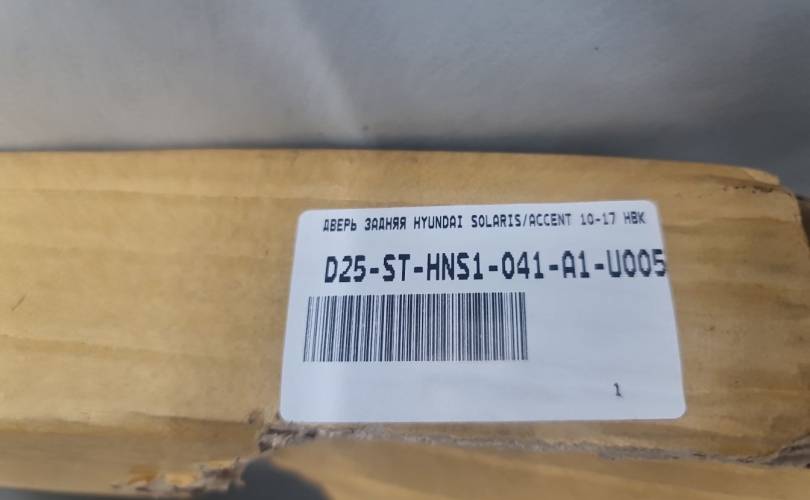 ДВЕРЬ ЗАДНЯЯ HYUNDAI SOLARIS/ACCENT 10-17 HBK
D25-ST-HNS1-041-A1-U005
1